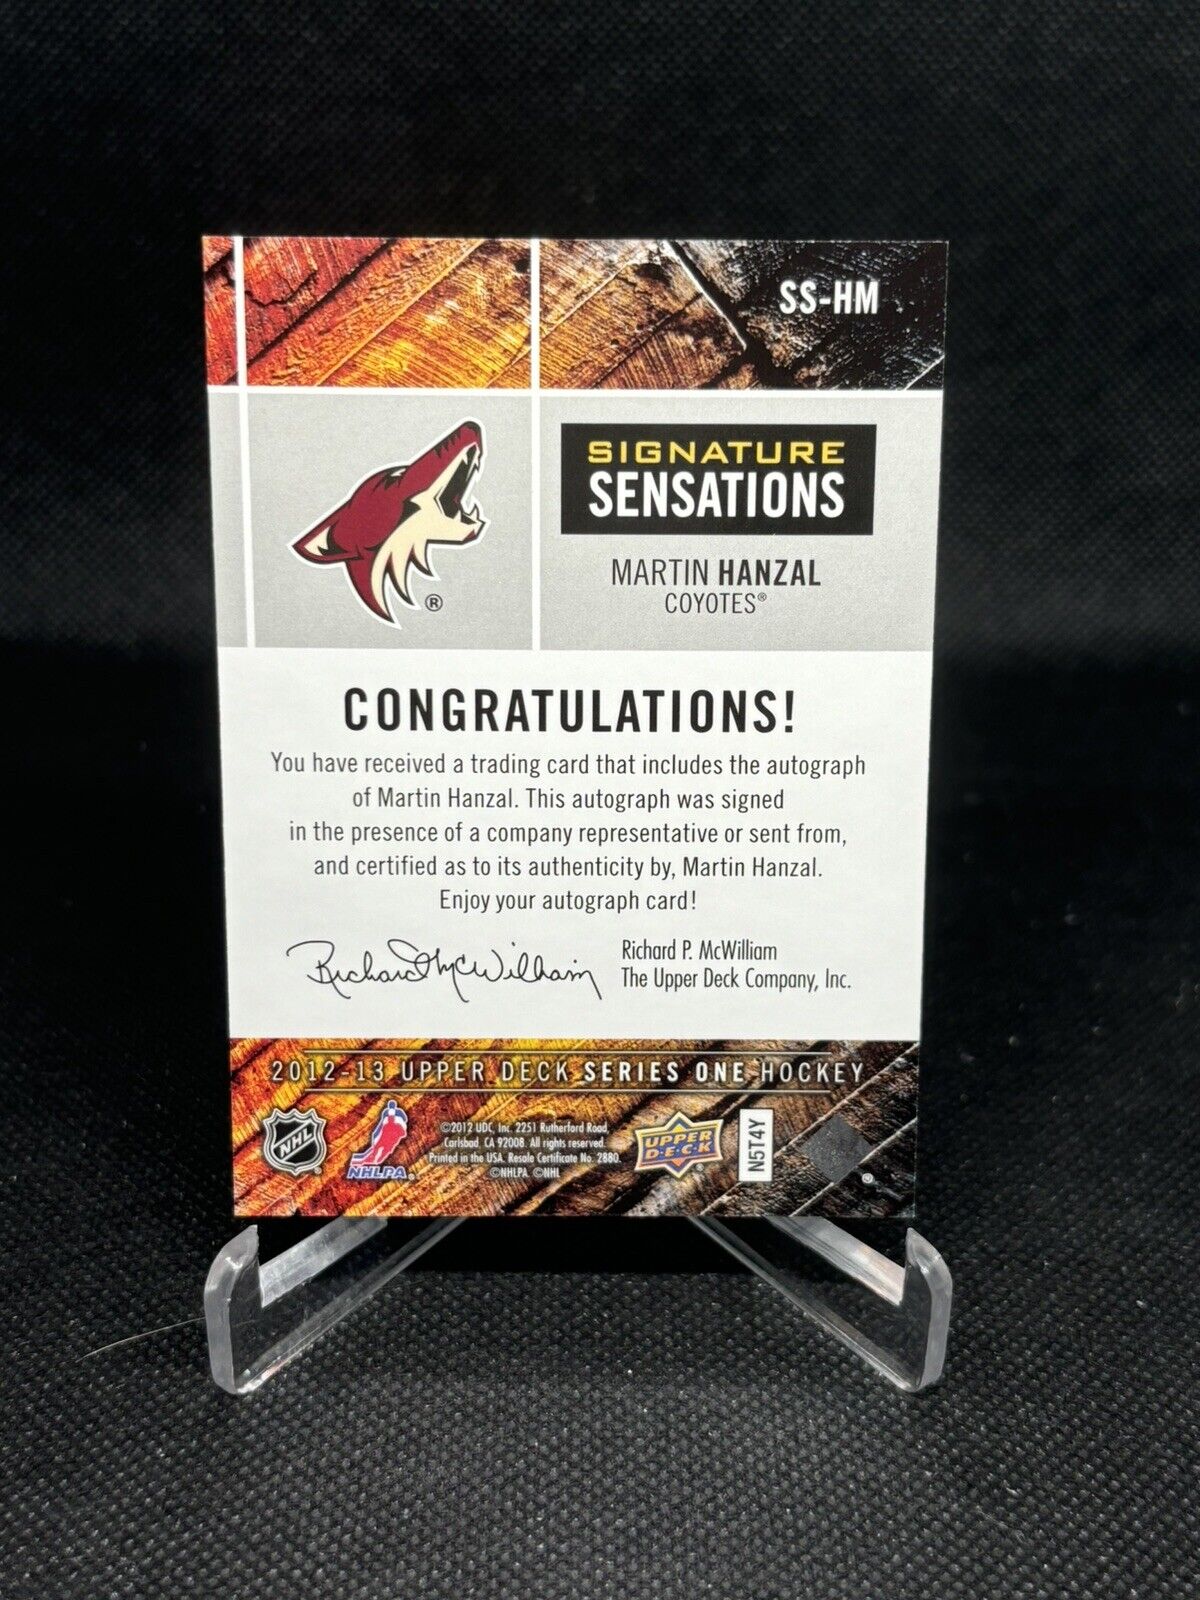 SS-HM
SIGNATURE
SENSATIONS
MARTIN HANZAL
COYOTES®
®
CONGRATULATIONS!
You have received a trading card that includes the autograph
of Martin Hanzal. This autograph was signed
in the presence of a company representative or sent from,
and certified as to its authenticity by, Martin Hanzal.
Enjoy your autograph card!
Richard McWilliam
Richard P. McWilliam
The Upper Deck Company, Inc.
2012-13 UPPER DECK SERIES ONE HOCKEY
NHL
NHLPA
©2012 UDC, Inc. 2251 Rutherford Road,
Carlsbad, CA 92008. All rights reserved.
Printed in the USA. Resale Certificate No. 2880.
©NHLPA. ©NHL
UPPER
D·E·C·K
®
N5T4Y
®